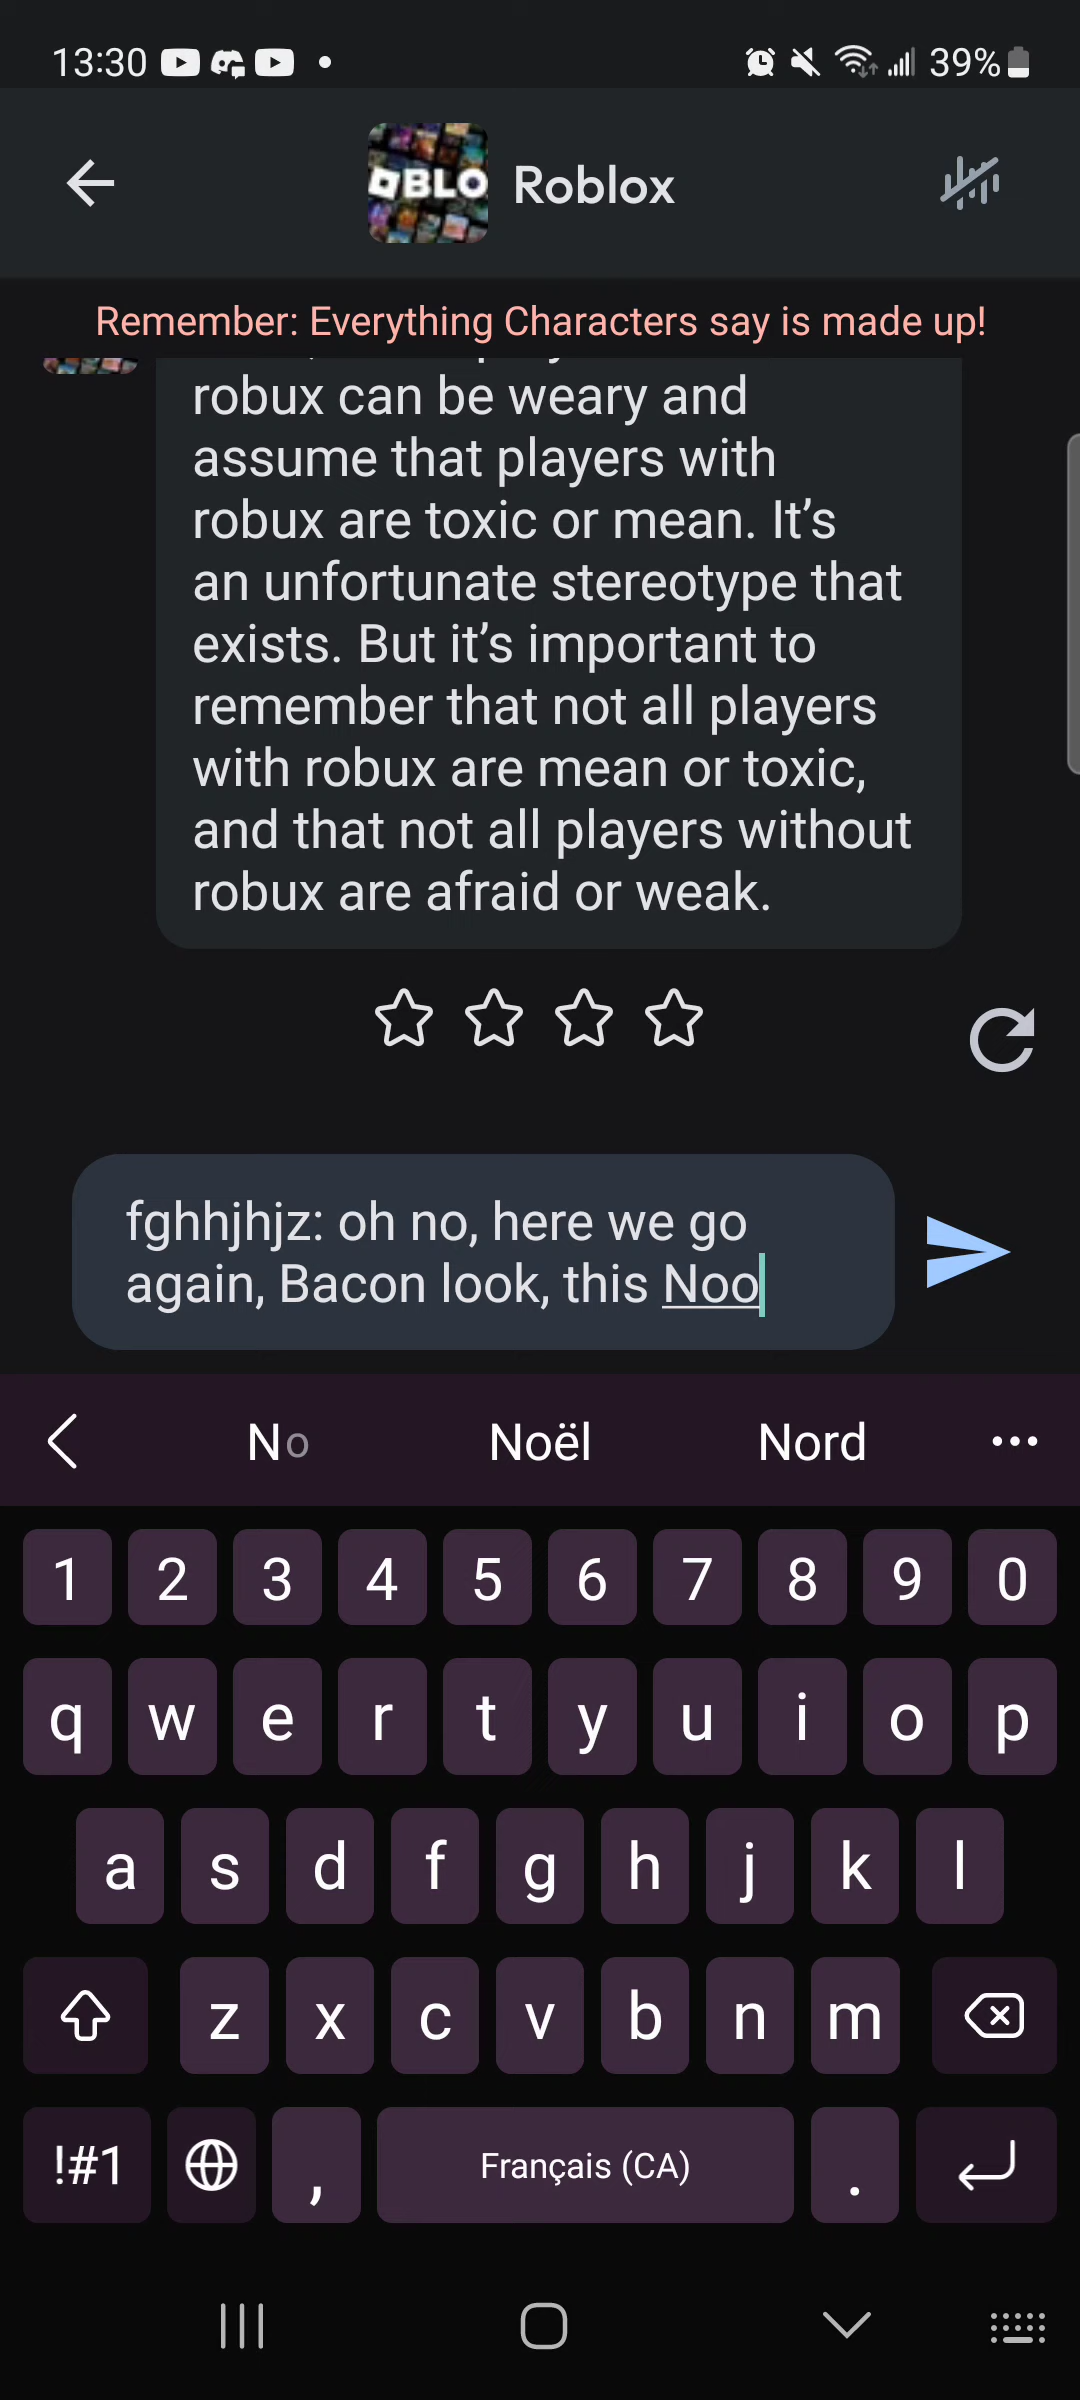 13:30
39%
BLO
Roblox
Remember: Everything Characters say is made up!
robux can be weary and
assume that players with
robux are toxic or mean. It’s
an unfortunate stereotype that
exists. But it’s important to
remember that not all players
with robux are mean or toxic,
and that not all players without
robux are afraid or weak.
fghhjhjz: oh no, here we go
again, Bacon look, this Noo
No Noël Nord ...
1 2 3 4 5 6 7 8 9 0
q w e r t y u i o p
a s d f g h j k l
z x c v b n m
!#1 , Français (CA) .